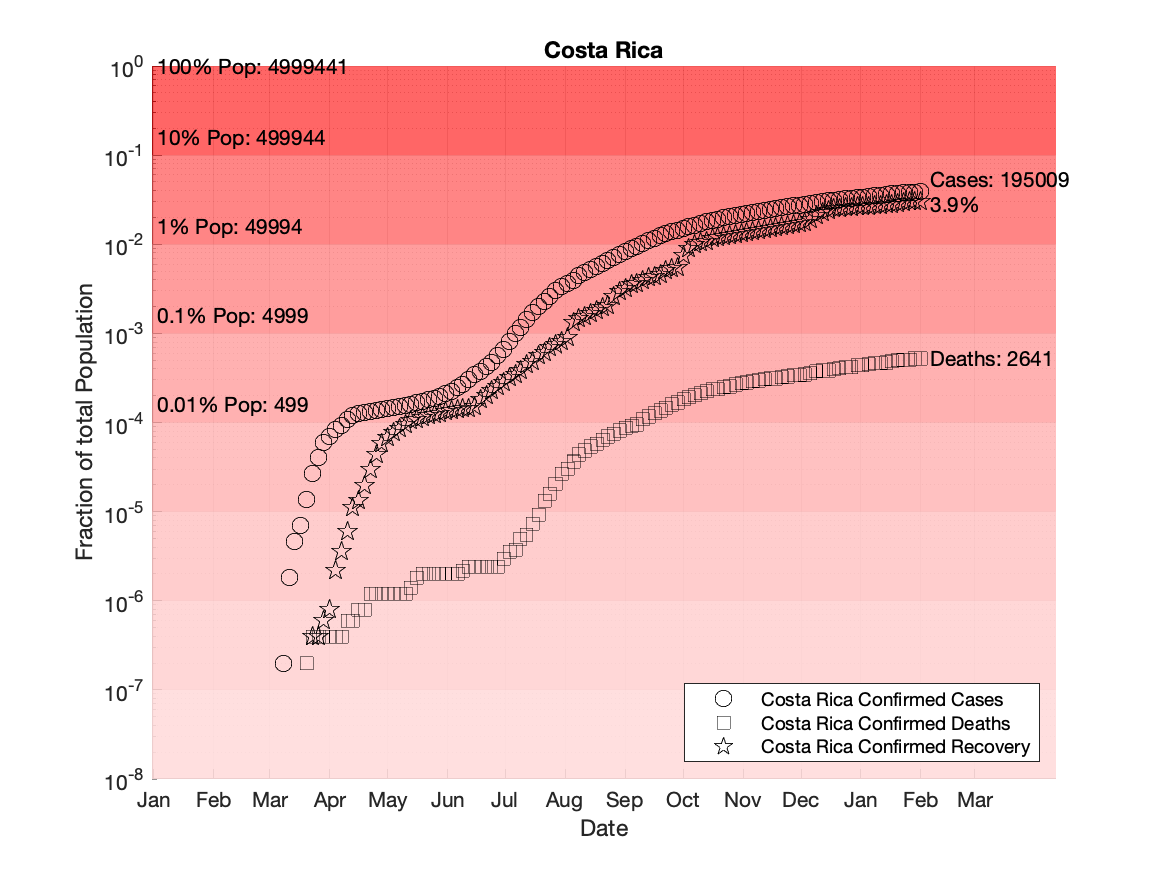 Costa Rica
10^0
100% Pop: 4999441
10% Pop: 499944
10^-1
Cases: 195009
3.9%
1% Pop: 49994
10^-2
0.1% Pop: 4999
10^-3
Deaths: 2641
0.01% Pop: 499
10^-4
10^-5
10^-6
10^-7
10^-8
Fraction of total Population
Costa Rica Confirmed Cases
Costa Rica Confirmed Deaths
Costa Rica Confirmed Recovery
Jan Feb Mar Apr May Jun Jul Aug Sep Oct Nov Dec Jan Feb Mar
Date